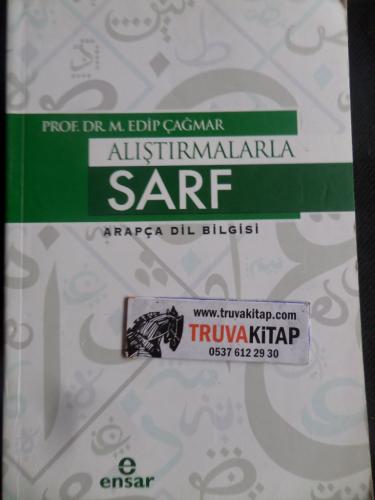 PROF. DR. M. EDİP ÇAĞMAR
ALIŞTIRMALARLA
SARF
ARAPÇA DİL BİLGİSİ
www.truvakitap.com
TRUVAKİTAP
0537 612 29 30
ensar